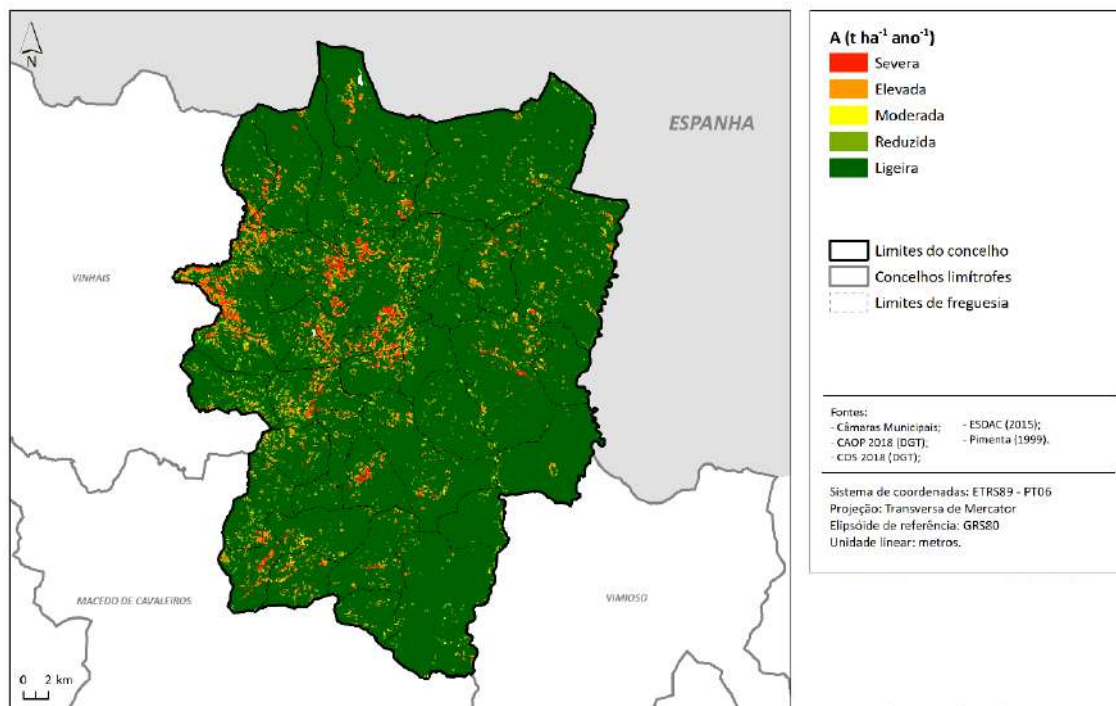 N
ESPANHA
VINHAIS
MACEDO DE CAVALEIROS
VIMIOSO
0 2 km
A (t ha⁻¹ ano⁻¹)
Severa
Elevada
Moderada
Reduzida
Ligeira
Limites do concelho
Concelhos limítrofes
Limites de freguesia
Fontes:
- Câmaras Municipais;
- CAOP 2018 (DGT);
- COS 2018 (DGT);
- ESDAC (2015);
- Pimenta (1999).
Sistema de coordenadas: ETRS89 - PT06
Projeção: Transversa de Mercator
Elipsóide de referência: GRS80
Unidade linear: metros.